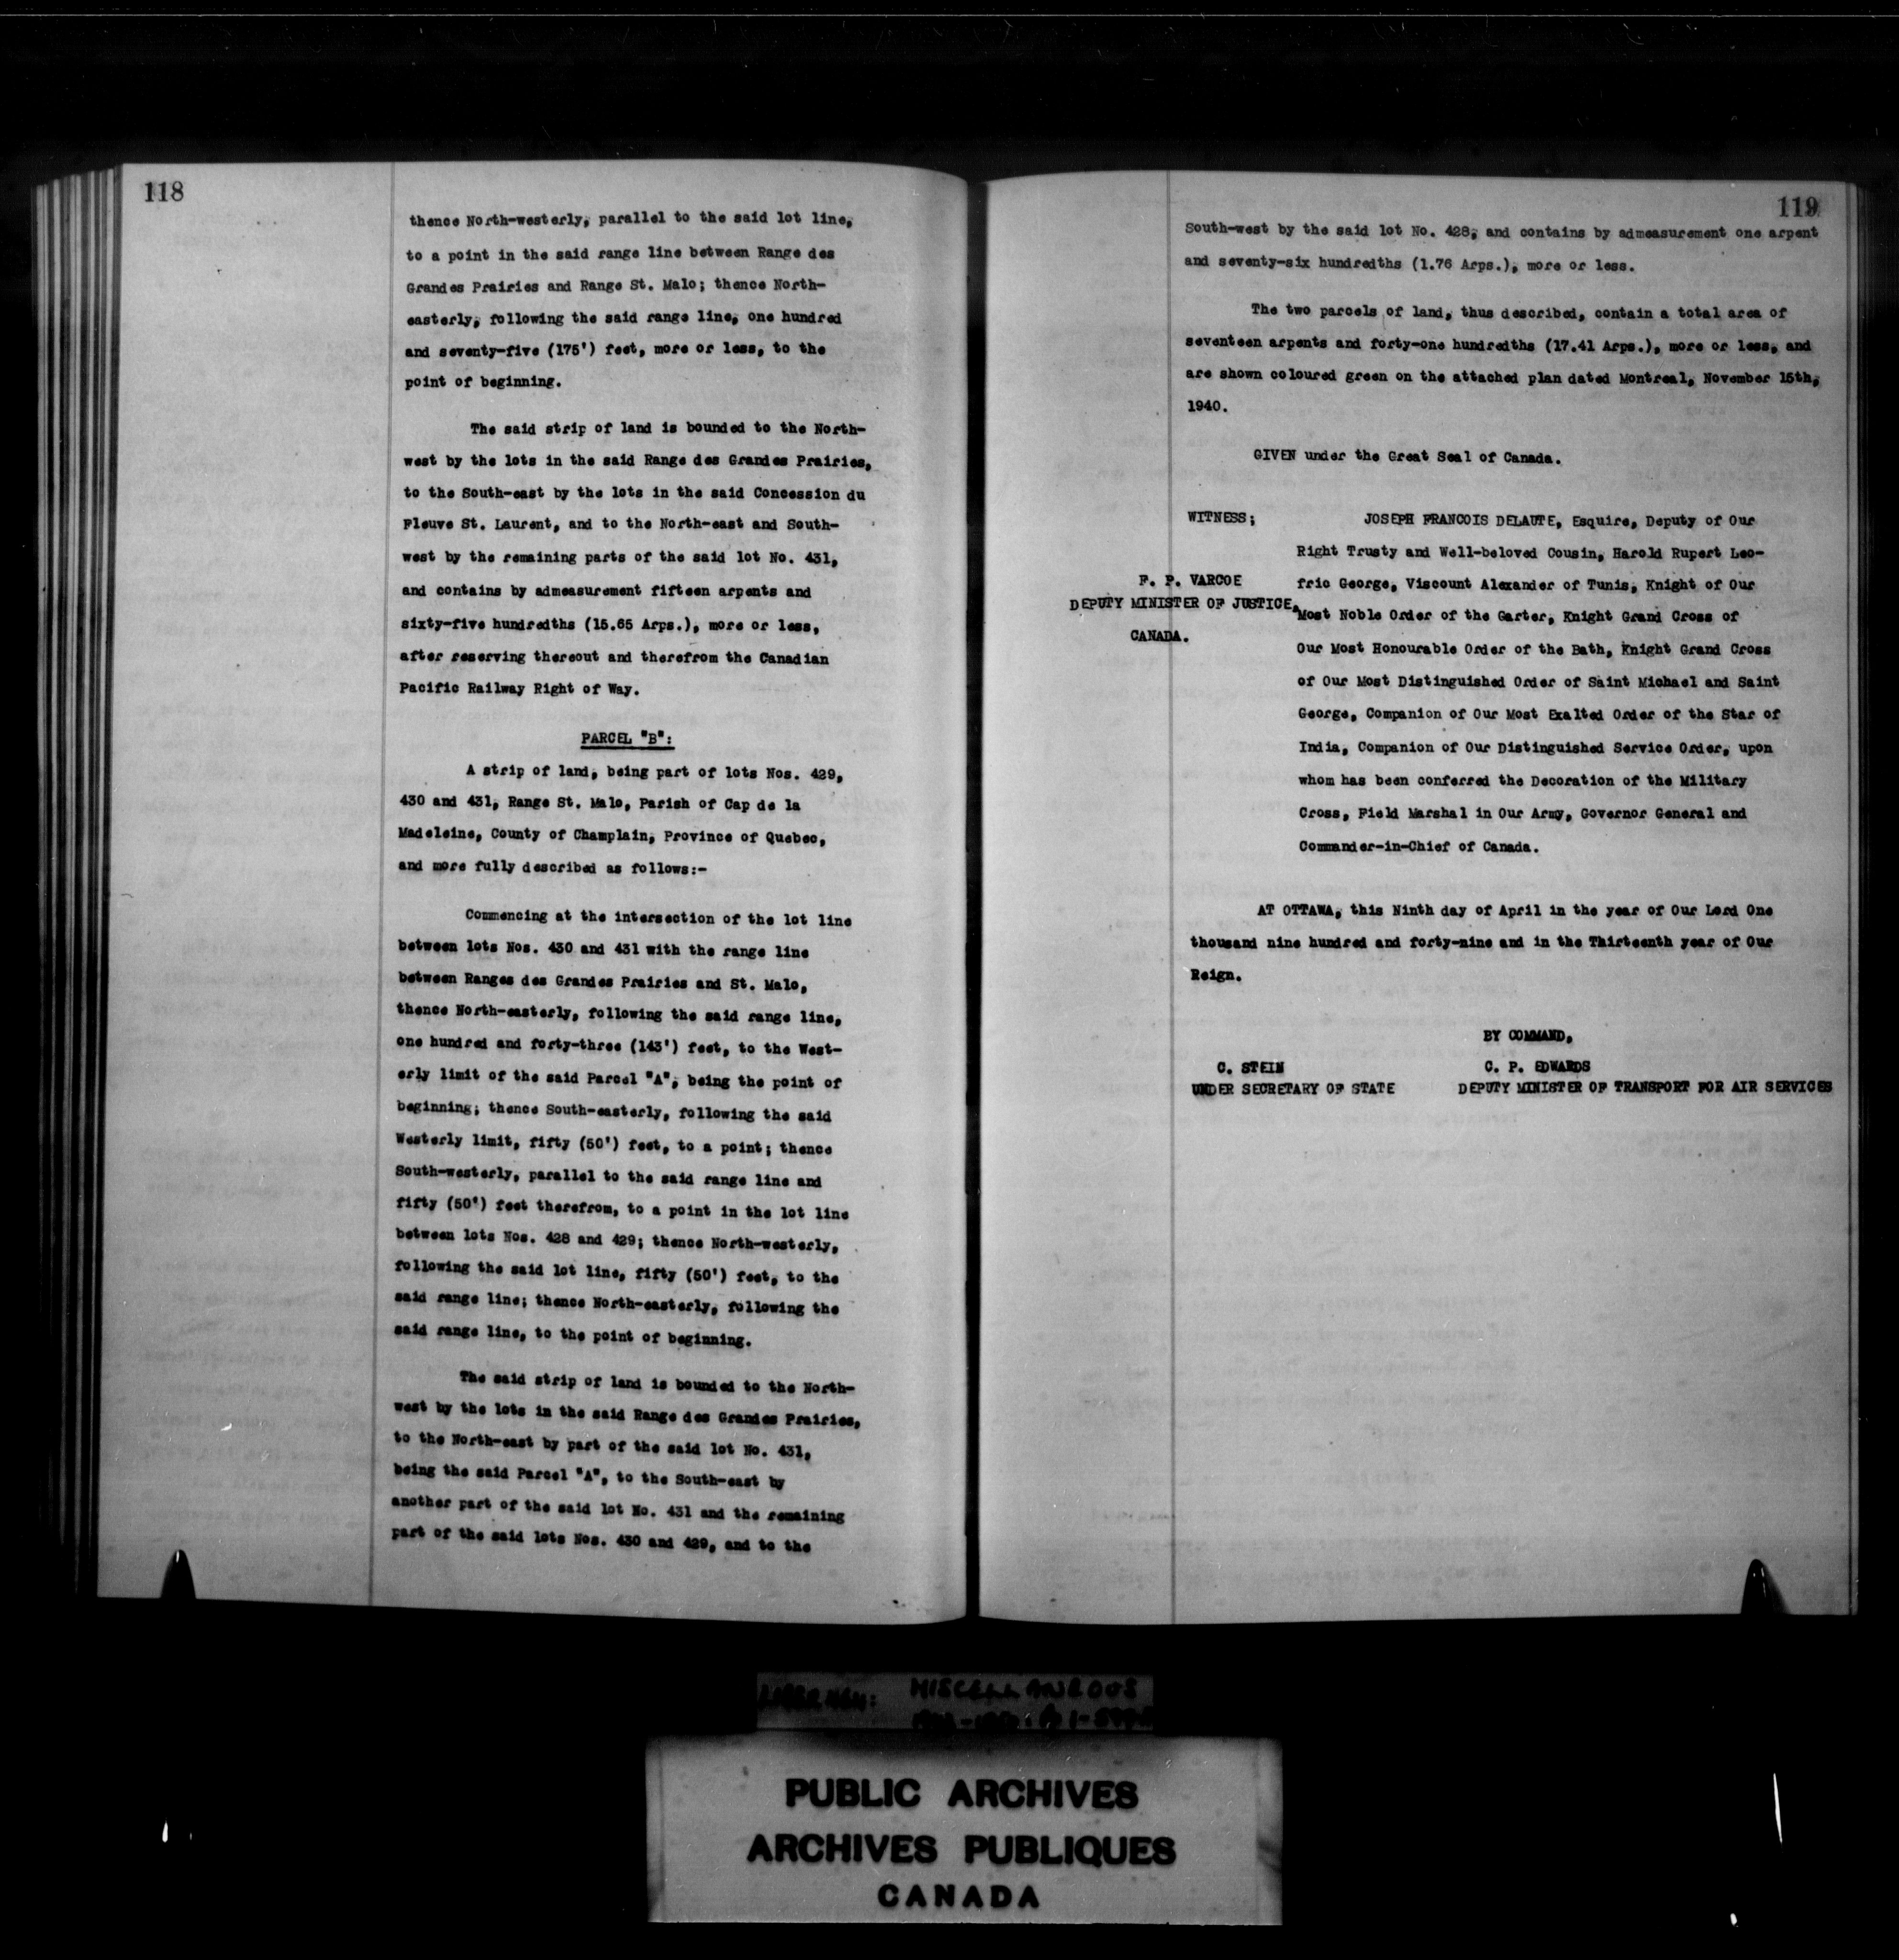 118
thence North-westerly, parallel to the said lot line,
to a point in the said range line between Range des
Grandes Prairies and Range St. Malo; thence North-
easterly, following the said range line, one hundred
and seventy-five (175') feet, more or less, to the
point of beginning.
The said strip of land is bounded to the North-
west by the lots in the said Range des Grandes Prairies,
to the South-east by the lots in the said Concession du
Fleuve St. Laurent, and to the North-east and South-
west by the remaining parts of the said lot No. 431,
and contains by admeasurement fifteen arpents and
sixty-five hundredths (15.65 Arps.), more or less,
after reserving thereout and therefrom the Canadian
Pacific Railway Right of Way.
PARCEL "B":
A strip of land, being part of lots Nos. 429,
430 and 431, Range St. Malo, Parish of Cap de la
Madeleine, County of Champlain, Province of Quebec,
and more fully described as follows:-
Commencing at the intersection of the lot line
between lots Nos. 430 and 431 with the range line
between Ranges des Grandes Prairies and St. Malo,
thence North-easterly, following the said range line,
one hundred and forty-three (143') feet, to the West-
erly limit of the said Parcel "A", being the point of
beginning; thence South-easterly, following the said
Westerly limit, fifty (50') feet, to a point; thence
South-westerly, parallel to the said range line and
fifty (50') feet therefrom, to a point in the lot line
between lots Nos. 428 and 429; thence North-westerly,
following the said lot line, fifty (50') feet, to the
said range line; thence North-easterly, following the
said range line, to the point of beginning.
The said strip of land is bounded to the North-
west by the lots in the said Range des Grandes Prairies,
to the North-east by part of the said lot No. 431,
being the said Parcel "A", to the South-east by
another part of the said lot No. 431 and the remaining
part of the said lots Nos. 430 and 429, and to the
119
South-west by the said lot No. 428, and contains by admeasurement one arpent
and seventy-six hundredths (1.76 Arps.), more or less.
The two parcels of land, thus described, contain a total area of
seventeen arpents and forty-one hundredths (17.41 Arps.), more or less, and
are shown coloured green on the attached plan dated Montreal, November 15th,
1940.
GIVEN under the Great Seal of Canada.
WITNESS;
F. P. VARCOE
DEPUTY MINISTER OF JUSTICE,
CANADA.
JOSEPH FRANCOIS DELAUTE, Esquire, Deputy of Our
Right Trusty and Well-beloved Cousin, Harold Rupert Leo-
fric George, Viscount Alexander of Tunis, Knight of Our
Most Noble Order of the Garter, Knight Grand Cross of
Our Most Honourable Order of the Bath, Knight Grand Cross
of Our Most Distinguished Order of Saint Michael and Saint
George, Companion of Our Most Exalted Order of the Star of
India, Companion of Our Distinguished Service Order, upon
whom has been conferred the Decoration of the Military
Cross, Field Marshal in Our Army, Governor General and
Commander-in-Chief of Canada.
AT OTTAWA, this Ninth day of April in the year of Our Lord One
thousand nine hundred and forty-nine and in the Thirteenth year of Our
Reign.
BY COMMAND,
C. STEIN
UNDER SECRETARY OF STATE
C. P. EDWARDS
DEPUTY MINISTER OF TRANSPORT FOR AIR SERVICES
MISCELLANEOUS
PUBLIC ARCHIVES
ARCHIVES PUBLIQUES
CANADA